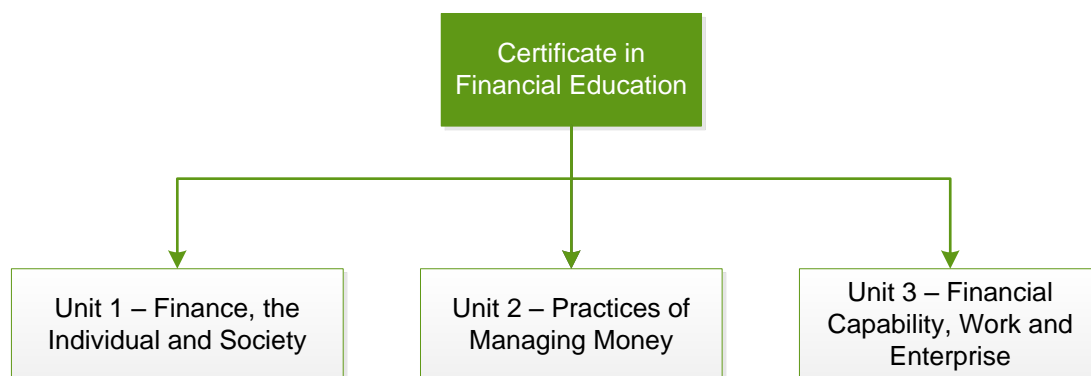 Certificate in
Financial Education
Unit 1 – Finance, the
Individual and Society
Unit 2 – Practices of
Managing Money
Unit 3 – Financial
Capability, Work and
Enterprise